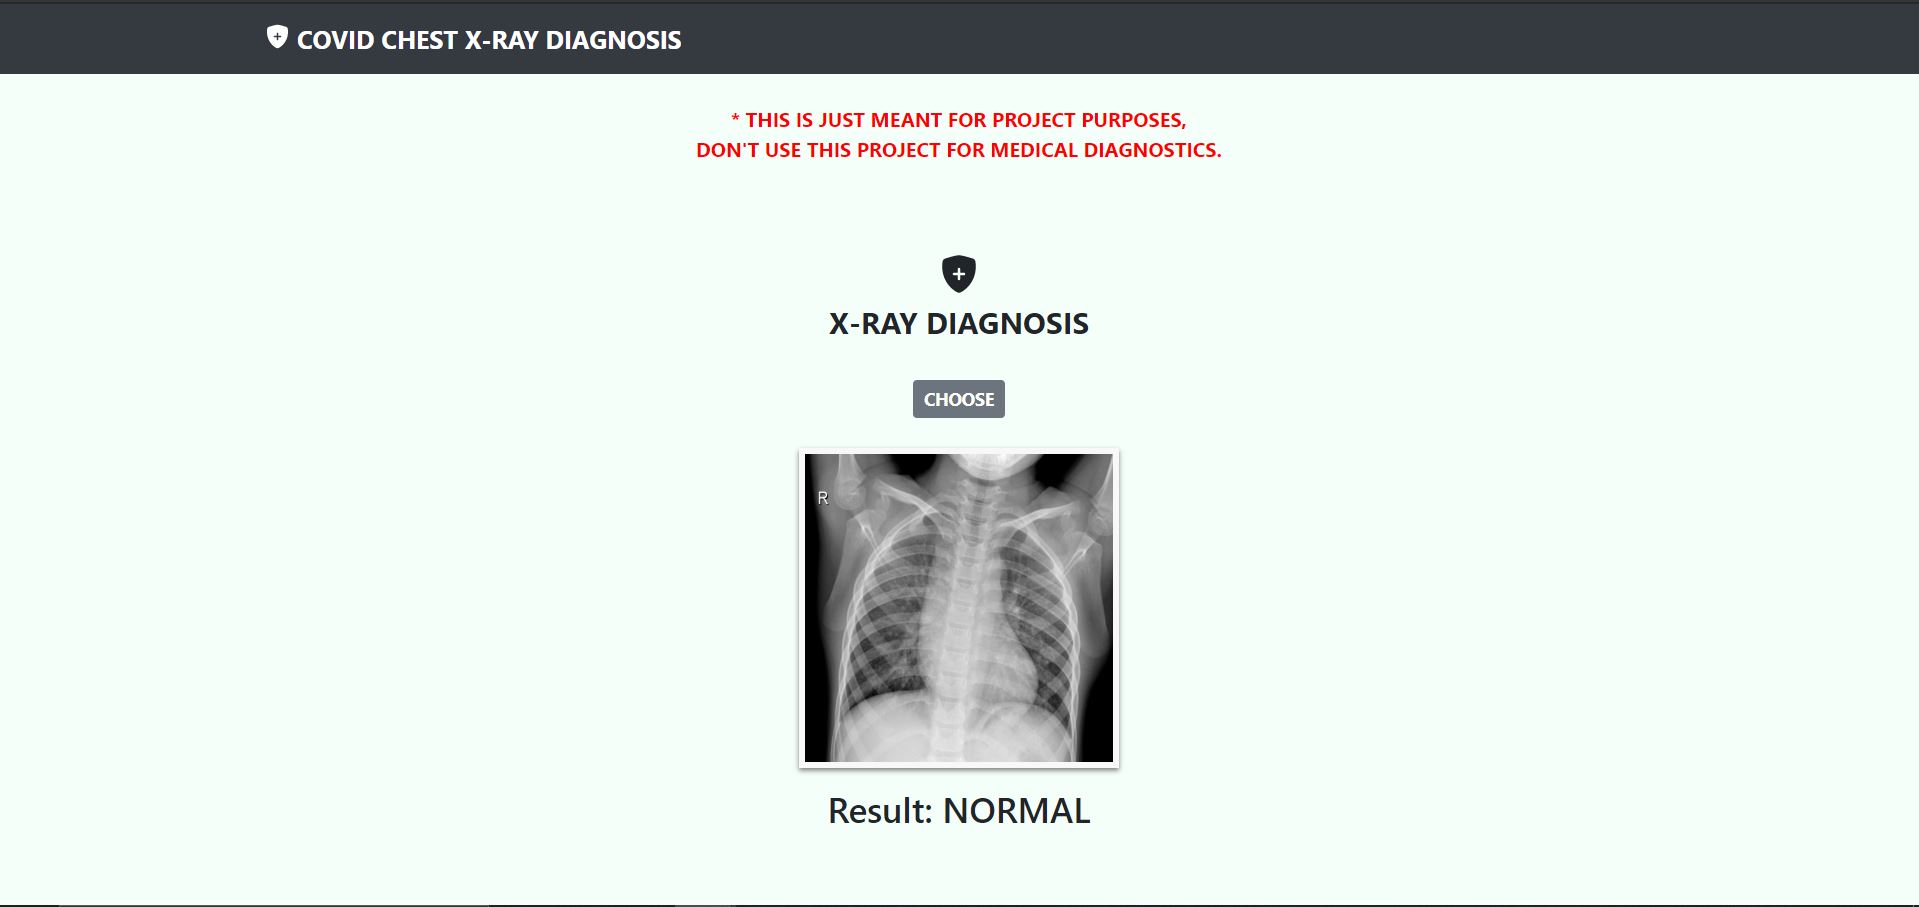 COVID CHEST X-RAY DIAGNOSIS
* THIS IS JUST MEANT FOR PROJECT PURPOSES,
DON'T USE THIS PROJECT FOR MEDICAL DIAGNOSTICS.
X-RAY DIAGNOSIS
CHOOSE
R
Result: NORMAL